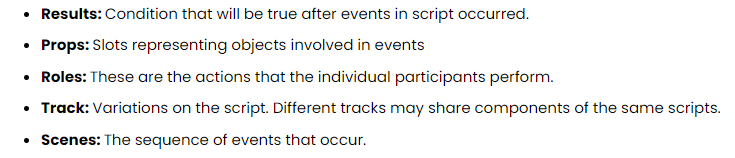 • Results: Condition that will be true after events in script occurred.
• Props: Slots representing objects involved in events
• Roles: These are the actions that the individual participants perform.
• Track: Variations on the script. Different tracks may share components of the same scripts.
• Scenes: The sequence of events that occur.